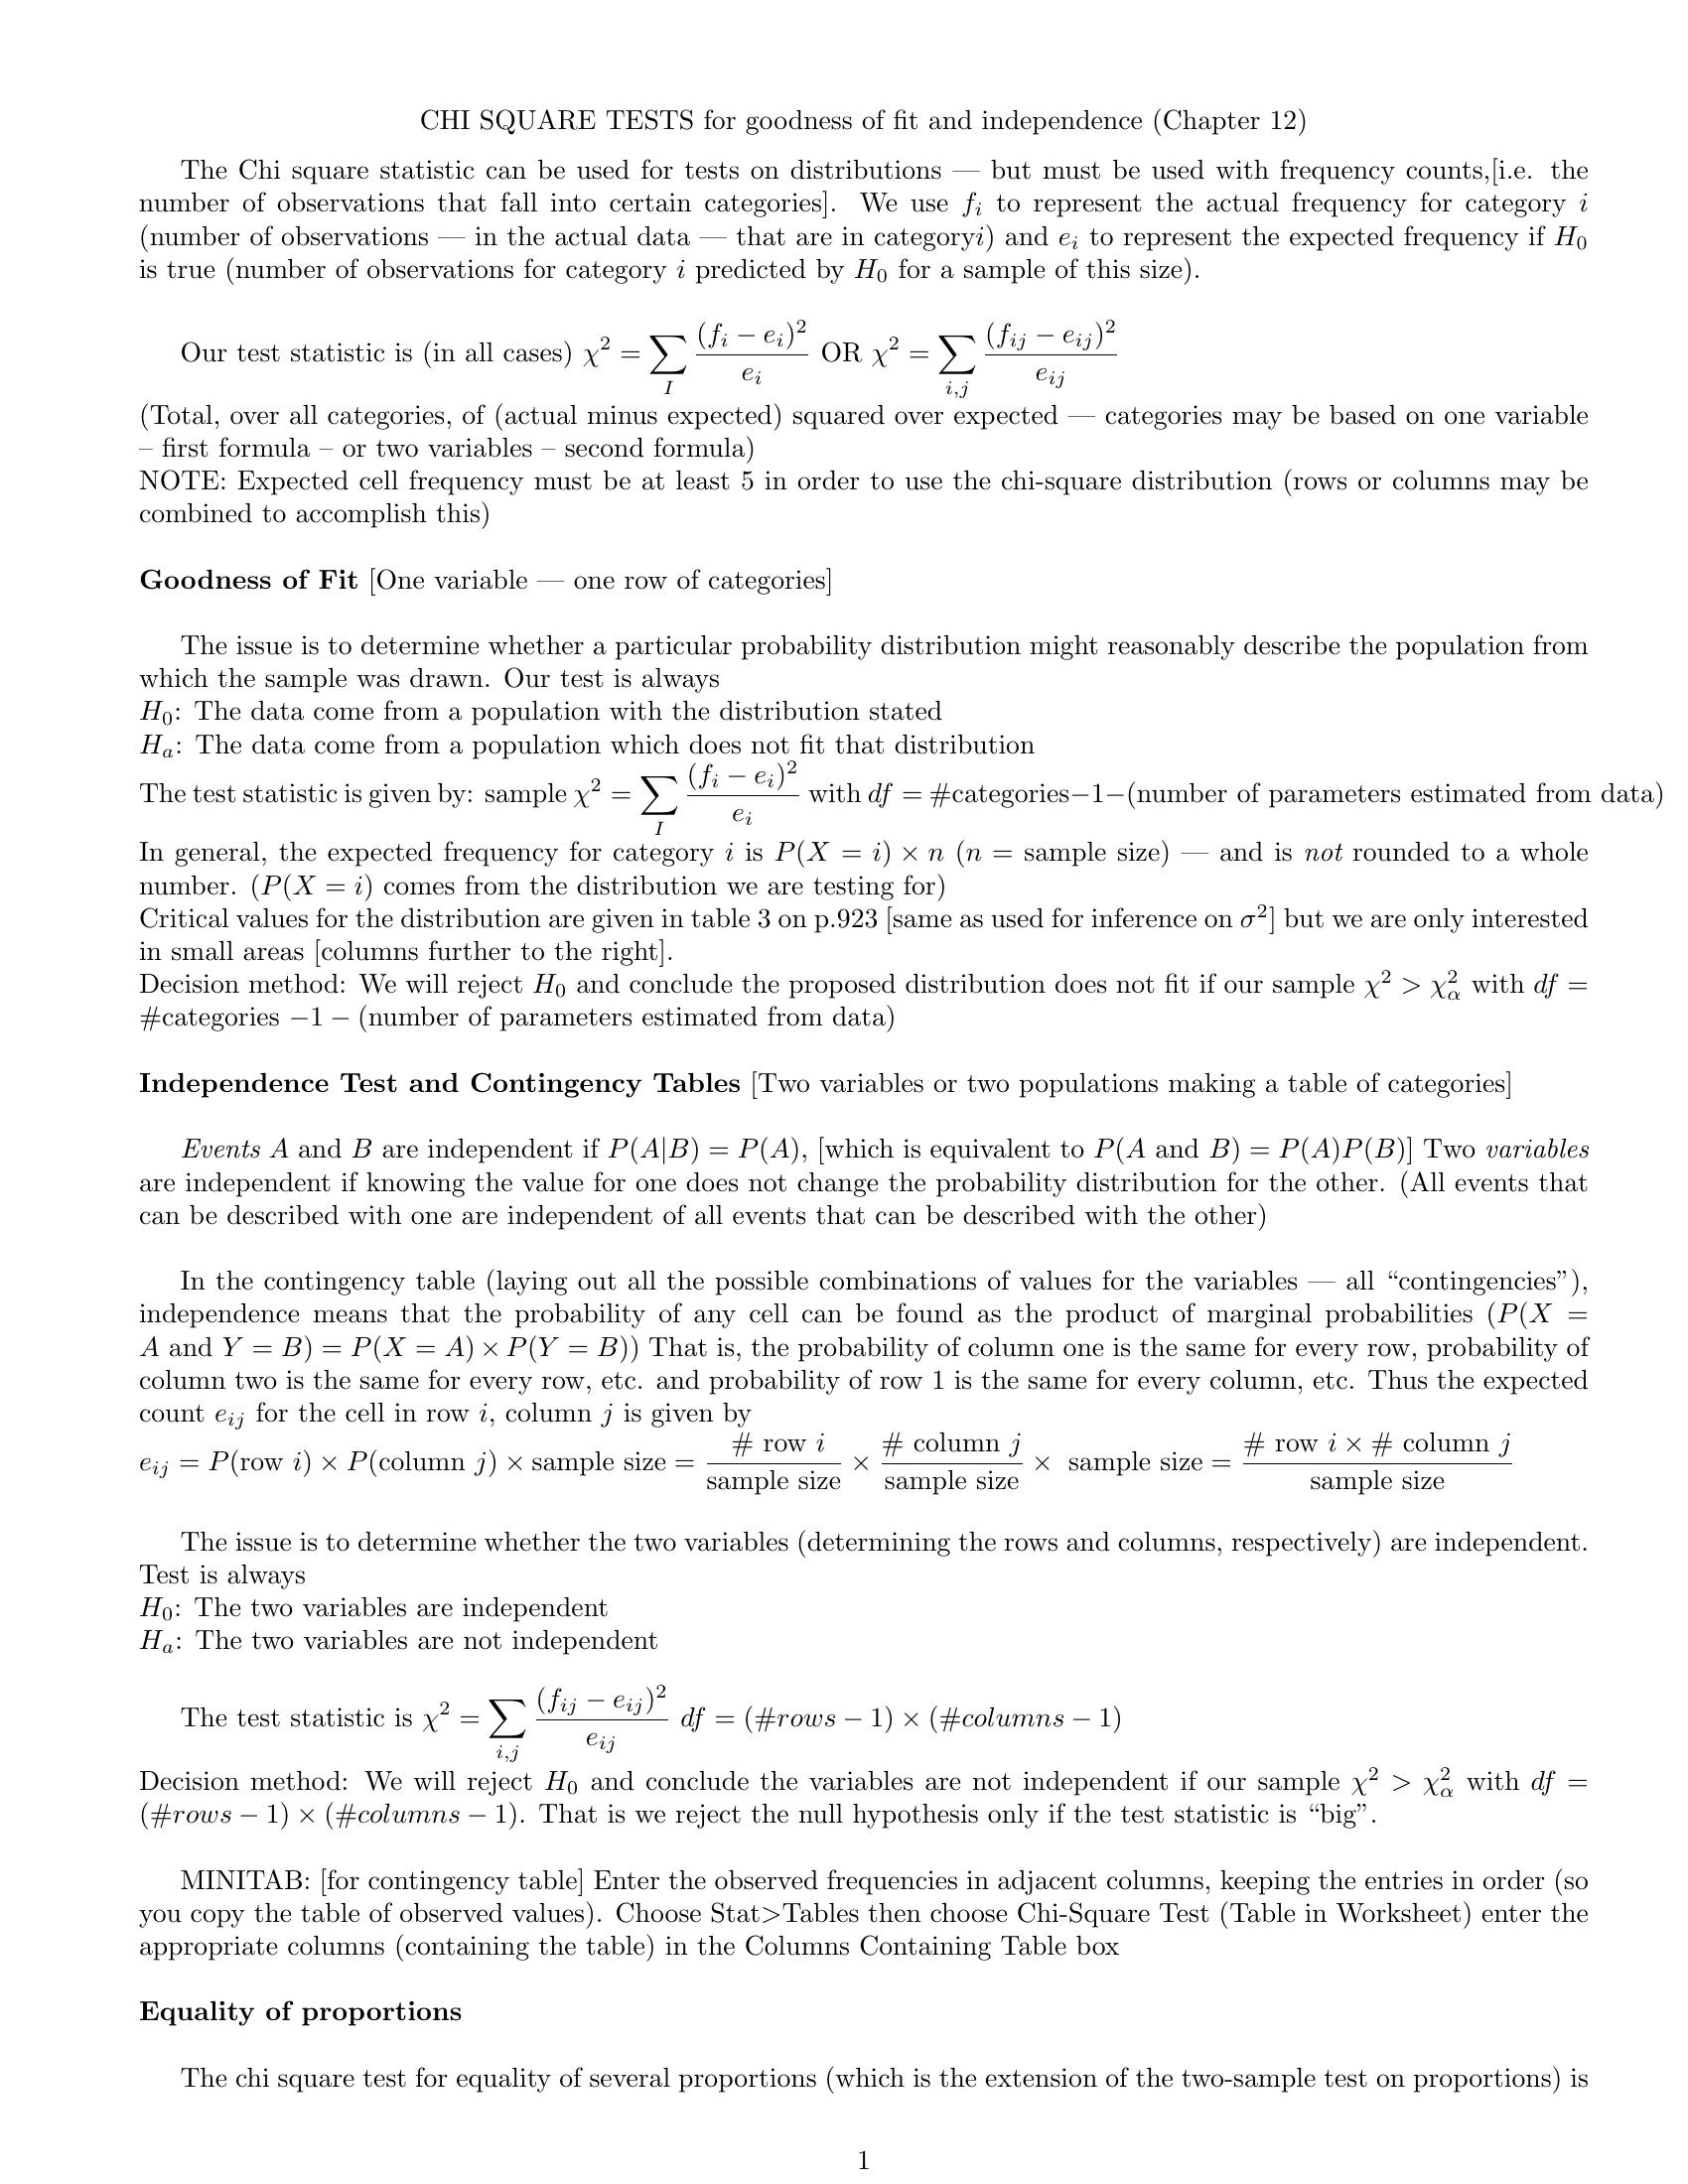 CHI SQUARE TESTS for goodness of fit and independence (Chapter 12)
The Chi square statistic can be used for tests on distributions — but must be used with frequency counts,[i.e. the
number of observations that fall into certain categories]. We use $f_i$ to represent the actual frequency for category $i$
(number of observations — in the actual data — that are in category$i$) and $e_i$ to represent the expected frequency if $H_0$
is true (number of observations for category $i$ predicted by $H_0$ for a sample of this size).
Our test statistic is (in all cases) $\chi^2 = \sum_I \frac{(f_i - e_i)^2}{e_i}$ OR $\chi^2 = \sum_{i,j} \frac{(f_{ij} - e_{ij})^2}{e_{ij}}$
(Total, over all categories, of (actual minus expected) squared over expected — categories may be based on one variable
– first formula – or two variables – second formula)
NOTE: Expected cell frequency must be at least 5 in order to use the chi-square distribution (rows or columns may be
combined to accomplish this)
Goodness of Fit [One variable — one row of categories]
The issue is to determine whether a particular probability distribution might reasonably describe the population from
which the sample was drawn. Our test is always
$H_0$: The data come from a population with the distribution stated
$H_a$: The data come from a population which does not fit that distribution
The test statistic is given by: sample $\chi^2 = \sum_I \frac{(f_i - e_i)^2}{e_i}$ with $df$ = #categories−1−(number of parameters estimated from data)
In general, the expected frequency for category $i$ is $P(X = i) \times n$ ($n$ = sample size) — and is not rounded to a whole
number. ($P(X = i)$ comes from the distribution we are testing for)
Critical values for the distribution are given in table 3 on p.923 [same as used for inference on $\sigma^2$] but we are only interested
in small areas [columns further to the right].
Decision method: We will reject $H_0$ and conclude the proposed distribution does not fit if our sample $\chi^2 > \chi^2_\alpha$ with $df$ =
#categories −1 − (number of parameters estimated from data)
Independence Test and Contingency Tables [Two variables or two populations making a table of categories]
Events $A$ and $B$ are independent if $P(A|B) = P(A)$, [which is equivalent to $P(A \text{ and } B) = P(A)P(B)$] Two variables
are independent if knowing the value for one does not change the probability distribution for the other. (All events that
can be described with one are independent of all events that can be described with the other)
In the contingency table (laying out all the possible combinations of values for the variables — all “contingencies”),
independence means that the probability of any cell can be found as the product of marginal probabilities ($P(X =$
$A \text{ and } Y = B) = P(X = A) \times P(Y = B)$) That is, the probability of column one is the same for every row, probability of
column two is the same for every row, etc. and probability of row 1 is the same for every column, etc. Thus the expected
count $e_{ij}$ for the cell in row $i$, column $j$ is given by
$e_{ij} = P(\text{row } i) \times P(\text{column } j) \times \text{sample size} = \frac{\#\text{ row } i}{\text{sample size}} \times \frac{\#\text{ column } j}{\text{sample size}} \times \text{ sample size} = \frac{\#\text{ row } i \times \#\text{ column } j}{\text{sample size}}$
The issue is to determine whether the two variables (determining the rows and columns, respectively) are independent.
Test is always
$H_0$: The two variables are independent
$H_a$: The two variables are not independent
The test statistic is $\chi^2 = \sum_{i,j} \frac{(f_{ij} - e_{ij})^2}{e_{ij}}$ $df = (\#rows - 1) \times (\#columns - 1)$
Decision method: We will reject $H_0$ and conclude the variables are not independent if our sample $\chi^2 > \chi^2_\alpha$ with $df$ =
$(\#rows - 1) \times (\#columns - 1)$. That is we reject the null hypothesis only if the test statistic is “big”.
MINITAB: [for contingency table] Enter the observed frequencies in adjacent columns, keeping the entries in order (so
you copy the table of observed values). Choose Stat>Tables then choose Chi-Square Test (Table in Worksheet) enter the
appropriate columns (containing the table) in the Columns Containing Table box
Equality of proportions
The chi square test for equality of several proportions (which is the extension of the two-sample test on proportions) is
1